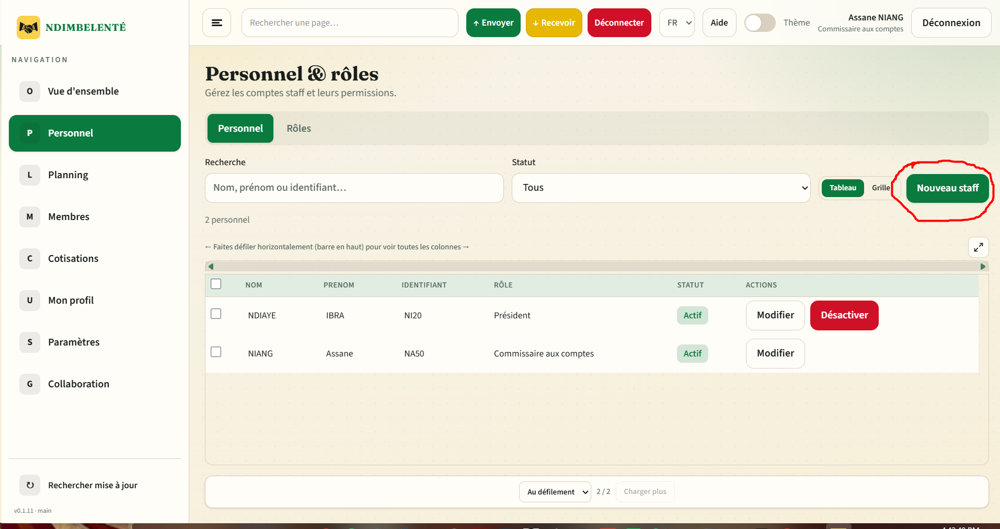 NDIMBELENTÉ
Rechercher une page…
↑ Envoyer
↓ Recevoir
Déconnecter
FR
Aide
Thème
Assane NIANG
Commissaire aux comptes
Déconnexion
NAVIGATION
O Vue d'ensemble
P Personnel
L Planning
M Membres
C Cotisations
U Mon profil
S Paramètres
G Collaboration
↻ Rechercher mise à jour
v0.1.11 · main
Personnel & rôles
Gérez les comptes staff et leurs permissions.
Personnel Rôles
Recherche
Nom, prénom ou identifiant…
Statut
Tous
Tableau Grille
Nouveau staff
2 personnel
← Faites défiler horizontalement (barre en haut) pour voir toutes les colonnes →
NOM PRENOM IDENTIFIANT RÔLE STATUT ACTIONS
NDIAYE IBRA NI20 Président Actif Modifier Désactiver
NIANG Assane NA50 Commissaire aux comptes Actif Modifier
Au défilement 2 / 2 Charger plus